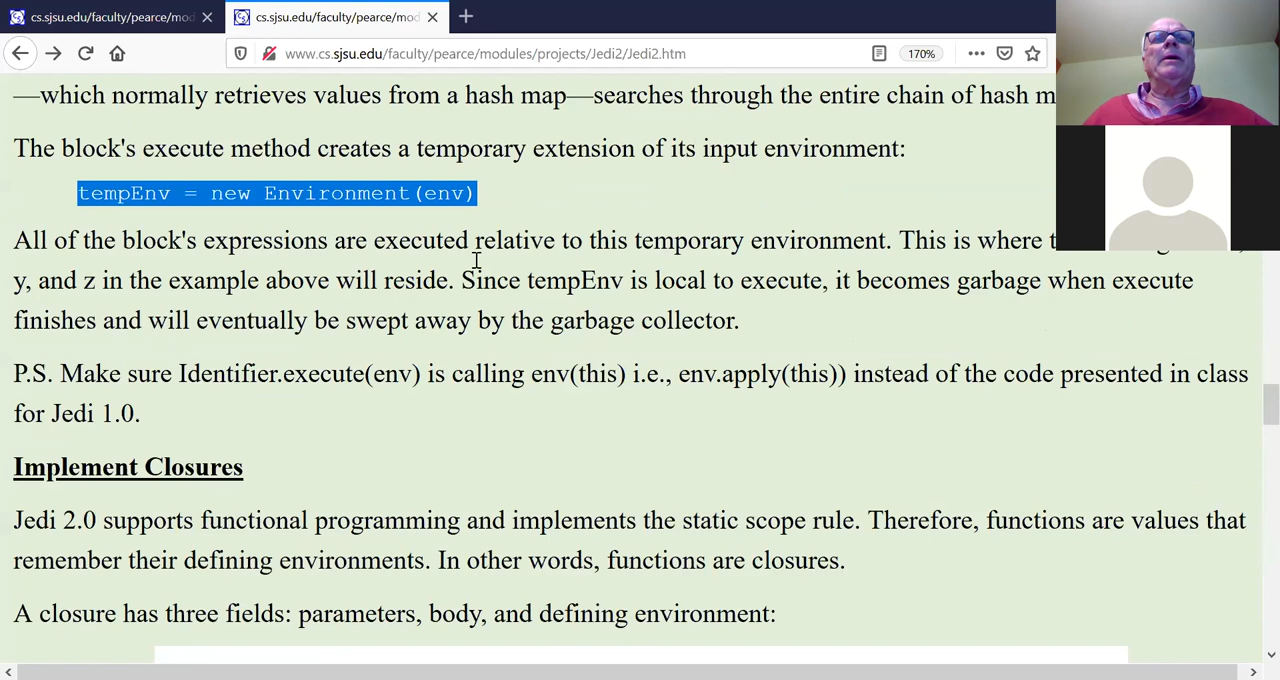 cs.sjsu.edu/faculty/pearce/mod
cs.sjsu.edu/faculty/pearce/mod
www.cs.sjsu.edu/faculty/pearce/modules/projects/Jedi2/Jedi2.htm
170%
—which normally retrieves values from a hash map—searches through the entire chain of hash m
The block's execute method creates a temporary extension of its input environment:
tempEnv = new Environment(env)
All of the block's expressions are executed relative to this temporary environment. This is where
y, and z in the example above will reside. Since tempEnv is local to execute, it becomes garbage when execute
finishes and will eventually be swept away by the garbage collector.
P.S. Make sure Identifier.execute(env) is calling env(this) i.e., env.apply(this)) instead of the code presented in class
for Jedi 1.0.
Implement Closures
Jedi 2.0 supports functional programming and implements the static scope rule. Therefore, functions are values that
remember their defining environments. In other words, functions are closures.
A closure has three fields: parameters, body, and defining environment: